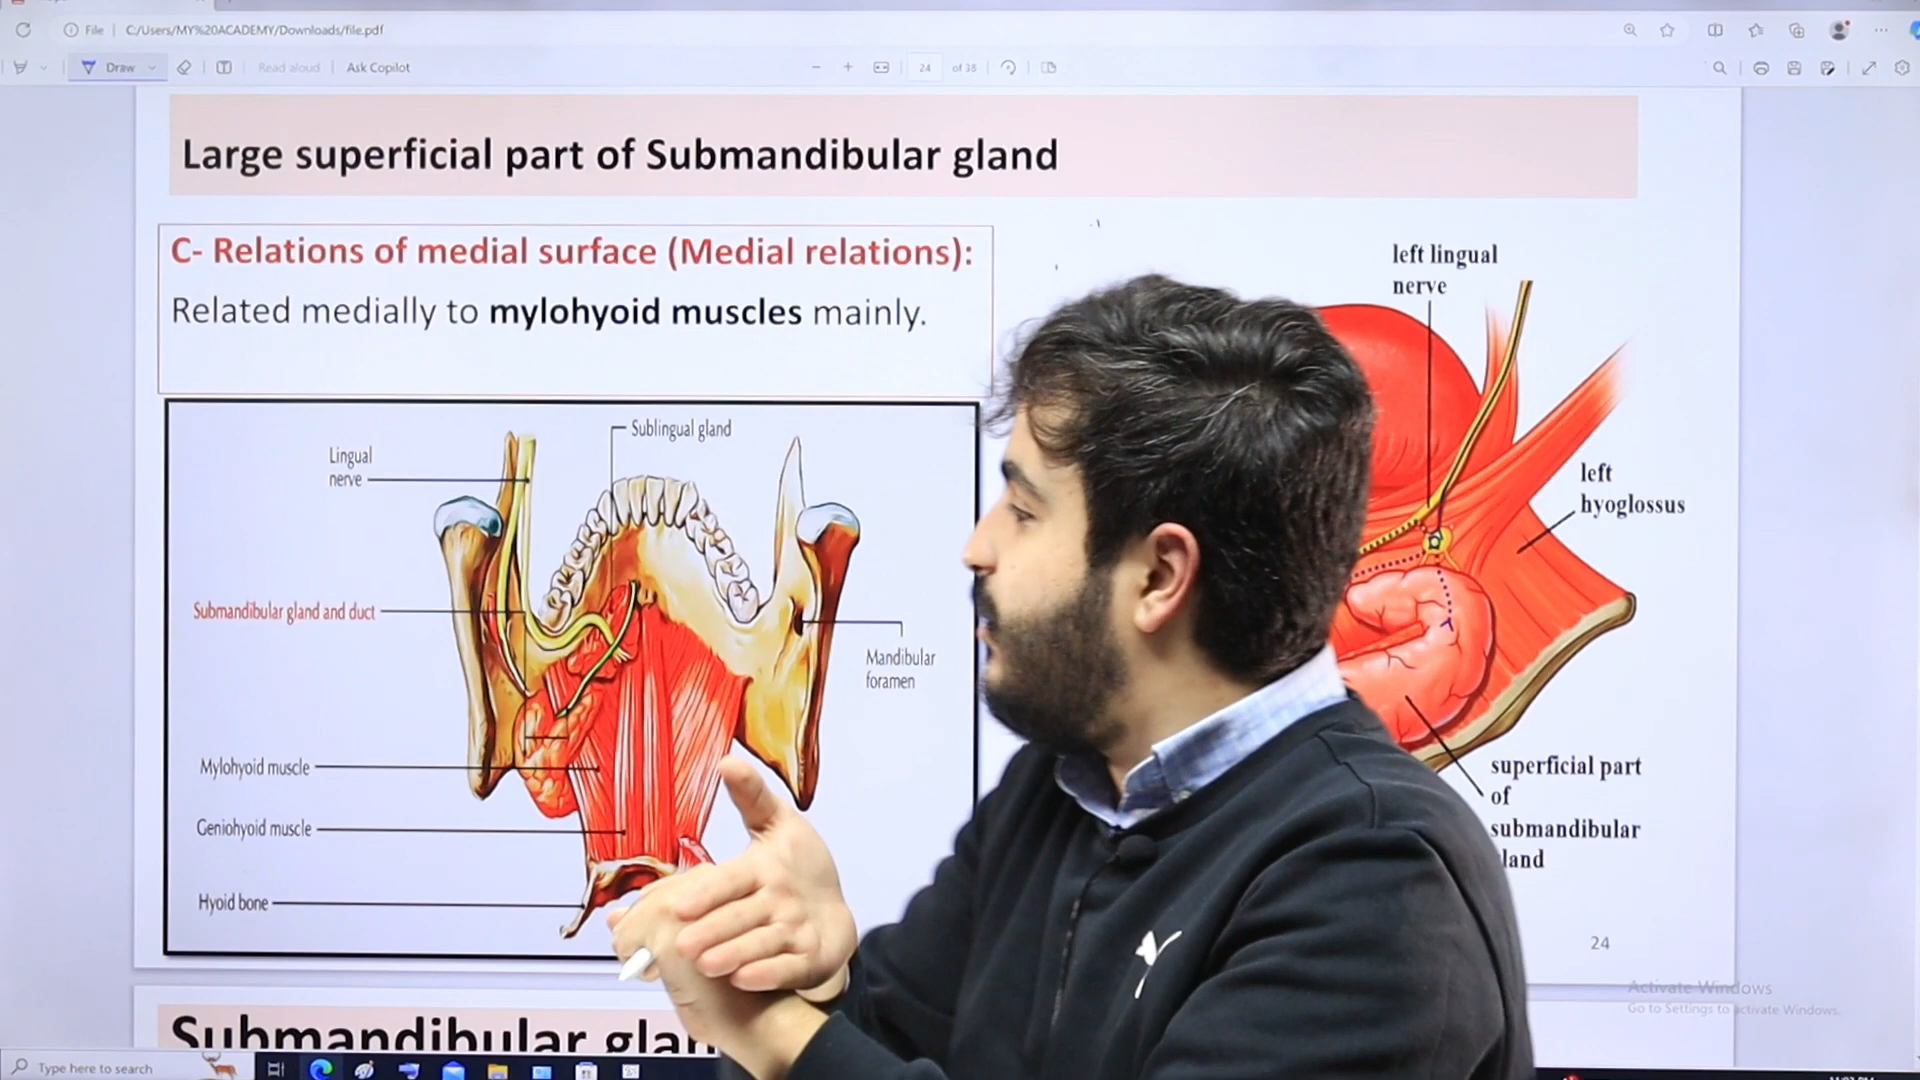 File
C:/Users/MY%20ACADEMY/Downloads/file.pdf
Draw
Read aloud
Ask Copilot
24
of 38
Large superficial part of Submandibular gland
C- Relations of medial surface (Medial relations):
Related medially to mylohyoid muscles mainly.
Sublingual gland
Lingual
nerve
Submandibular gland and duct
Mandibular
foramen
Mylohyoid muscle
Geniohyoid muscle
Hyoid bone
left lingual
nerve
left
hyoglossus
superficial part
of
submandibular
land
24
Activate Windows
Go to Settings to activate Windows.
Submandibular gla
Type here to search